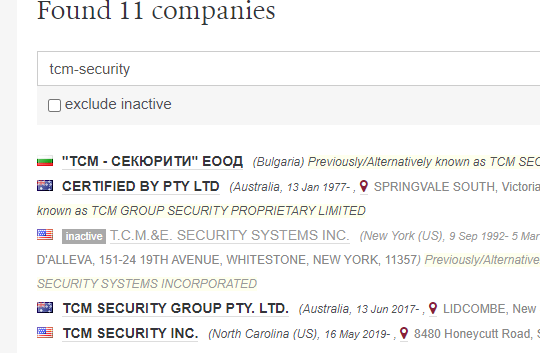 Found 11 companies
tcm-security
exclude inactive
"ТСМ - СЕКЮРИТИ" ЕООД (Bulgaria) Previously/Alternatively known as TCM SEC
CERTIFIED BY PTY LTD (Australia, 13 Jan 1977- , SPRINGVALE SOUTH, Victoria
known as TCM GROUP SECURITY PROPRIETARY LIMITED
inactive T.C.M.&E. SECURITY SYSTEMS INC. (New York (US), 9 Sep 1992- 5 Mar
D'ALLEVA, 151-24 19TH AVENUE, WHITESTONE, NEW YORK, 11357) Previously/Alternative
SECURITY SYSTEMS INCORPORATED
TCM SECURITY GROUP PTY. LTD. (Australia, 13 Jun 2017- , LIDCOMBE, New
TCM SECURITY INC. (North Carolina (US), 16 May 2019- , 8480 Honeycutt Road,